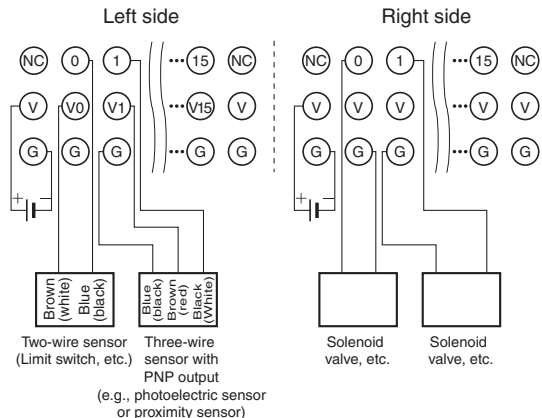 Left side
Right side
NC 0 1 ••• 15 NC
NC 0 1 ••• 15 NC
V V0 V1 ••• V15 V
V V V ••• V V
G G G ••• G G
G G G ••• G G
+ −
+ −
Brown
(white)
Blue
(black)
Blue
(black)
Brown
(red)
Black
(White)
Two-wire sensor
(Limit switch, etc.)
Three-wire
sensor with
PNP output
(e.g., photoelectric sensor
or proximity sensor)
Solenoid
valve, etc.
Solenoid
valve, etc.